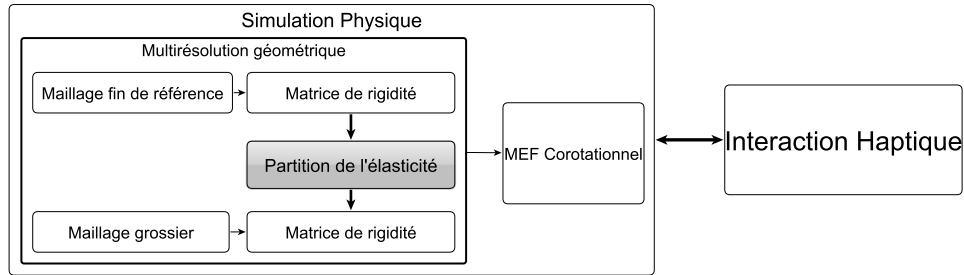 Simulation Physique
Multirésolution géométrique
Maillage fin de référence
Matrice de rigidité
Partition de l'élasticité
MEF Corotationnel
Interaction Haptique
Maillage grossier
Matrice de rigidité